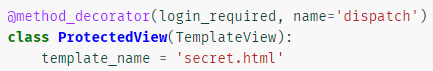 @method_decorator(login_required, name='dispatch')
class ProtectedView(TemplateView):
    template_name = 'secret.html'